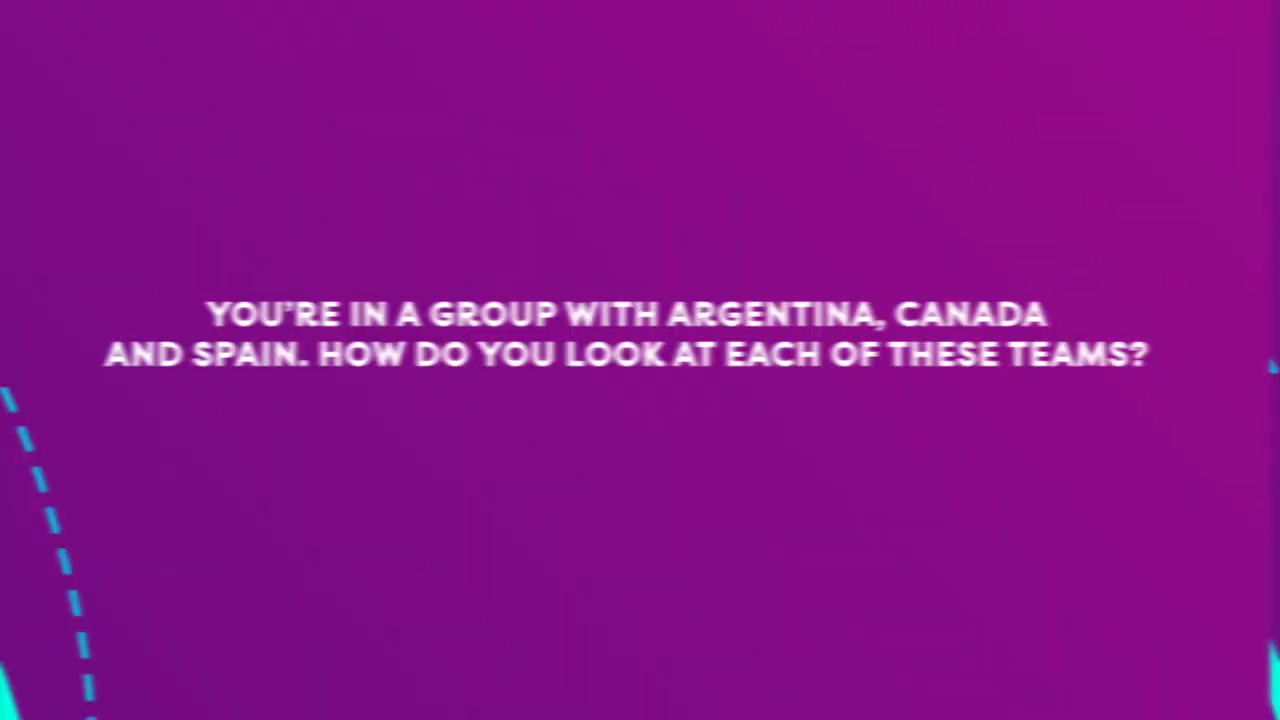 YOU'RE IN A GROUP WITH ARGENTINA, CANADA
AND SPAIN. HOW DO YOU LOOK AT EACH OF THESE TEAMS?